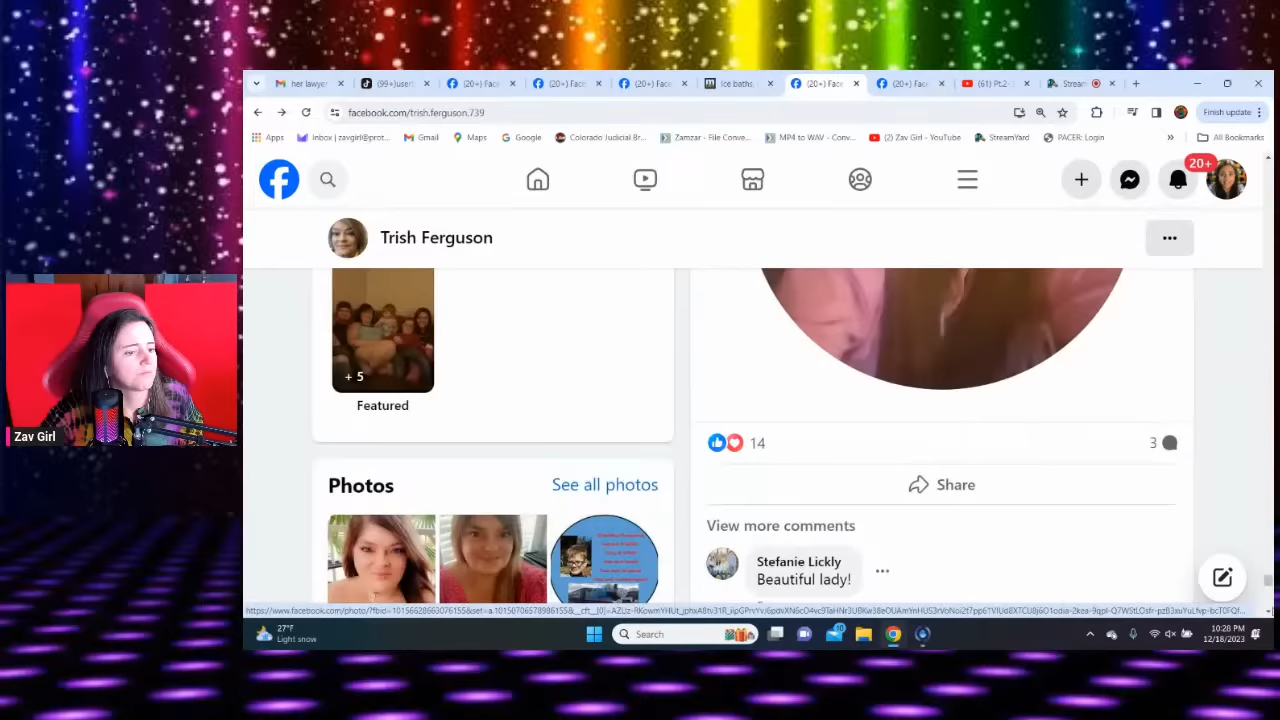 her lawyer
(99+)user
(20+) Face
(20+) Face
(20+) Face
Ice baths,
(20+) Face
(20+) Face
(61) Pt.2 -
Stream
facebook.com/trish.ferguson.739
Finish update
Apps
Inbox | zavgirl@prot...
Gmail
Maps
Google
Colorado Judicial Br...
Zamzar - File Conve...
MP4 to WAV - Conv...
(2) Zav Girl - YouTube
StreamYard
PACER: Login
»
All Bookmarks
20+
Trish Ferguson
+ 5
Featured
14
3
Share
Photos
See all photos
View more comments
Stefanie Lickly
Beautiful lady!
Zav Girl
27°F
Light snow
Search
10:28 PM
12/18/2023